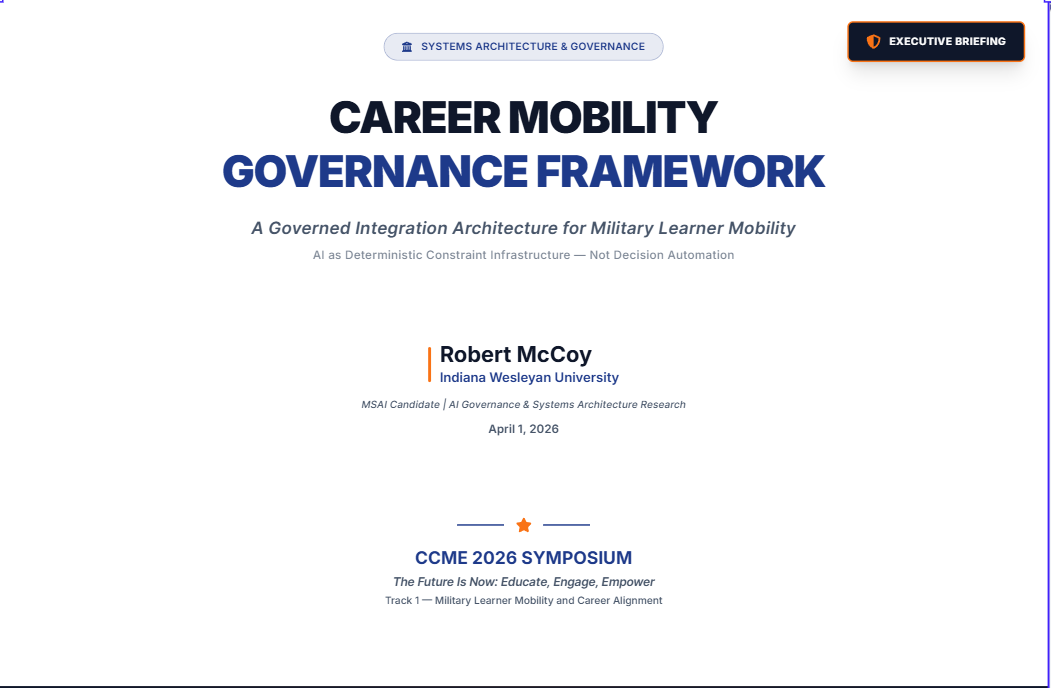 SYSTEMS ARCHITECTURE & GOVERNANCE
EXECUTIVE BRIEFING
CAREER MOBILITY
GOVERNANCE FRAMEWORK
A Governed Integration Architecture for Military Learner Mobility
AI as Deterministic Constraint Infrastructure — Not Decision Automation
Robert McCoy
Indiana Wesleyan University
MSAI Candidate | AI Governance & Systems Architecture Research
April 1, 2026
CCME 2026 SYMPOSIUM
The Future Is Now: Educate, Engage, Empower
Track 1 — Military Learner Mobility and Career Alignment